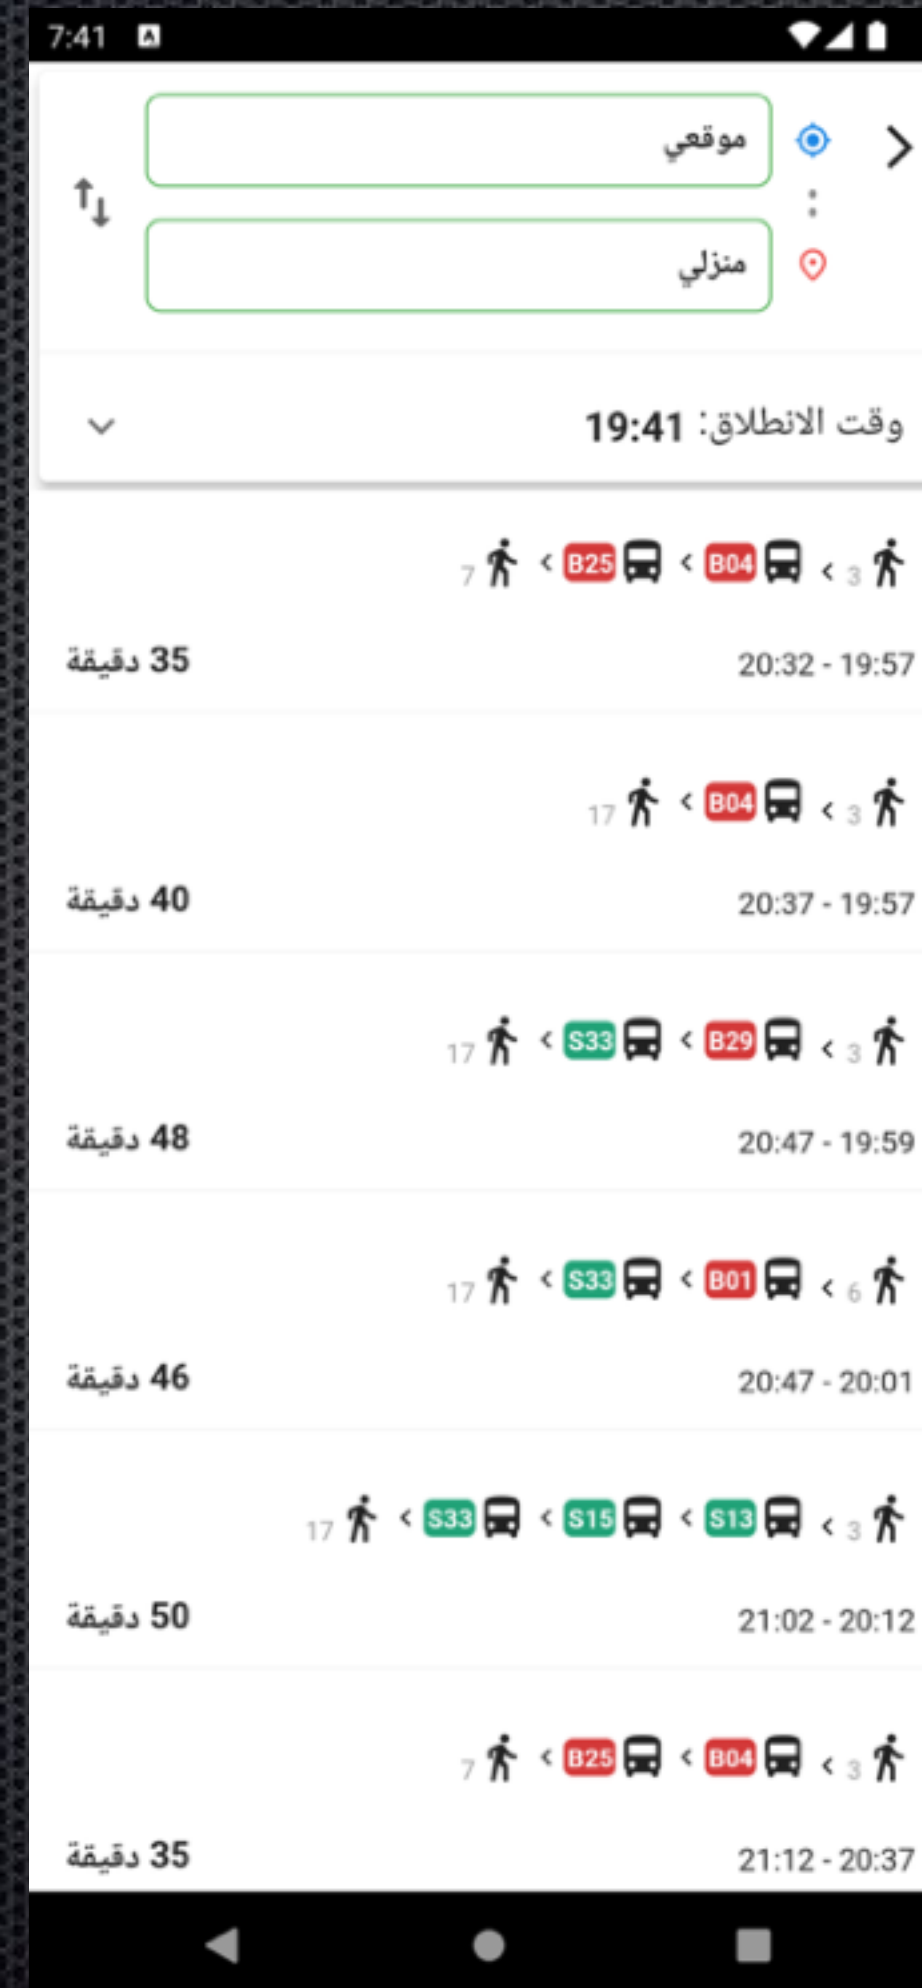 7:41
موقعي
منزلي
وقت الانطلاق: 19:41
3 B04 B25 7
19:57 - 20:32
35 دقيقة
3 B04 17
19:57 - 20:37
40 دقيقة
3 B29 S33 17
19:59 - 20:47
48 دقيقة
6 B01 S33 17
20:01 - 20:47
46 دقيقة
3 S13 S15 S33 17
20:12 - 21:02
50 دقيقة
3 B04 B25 7
20:37 - 21:12
35 دقيقة